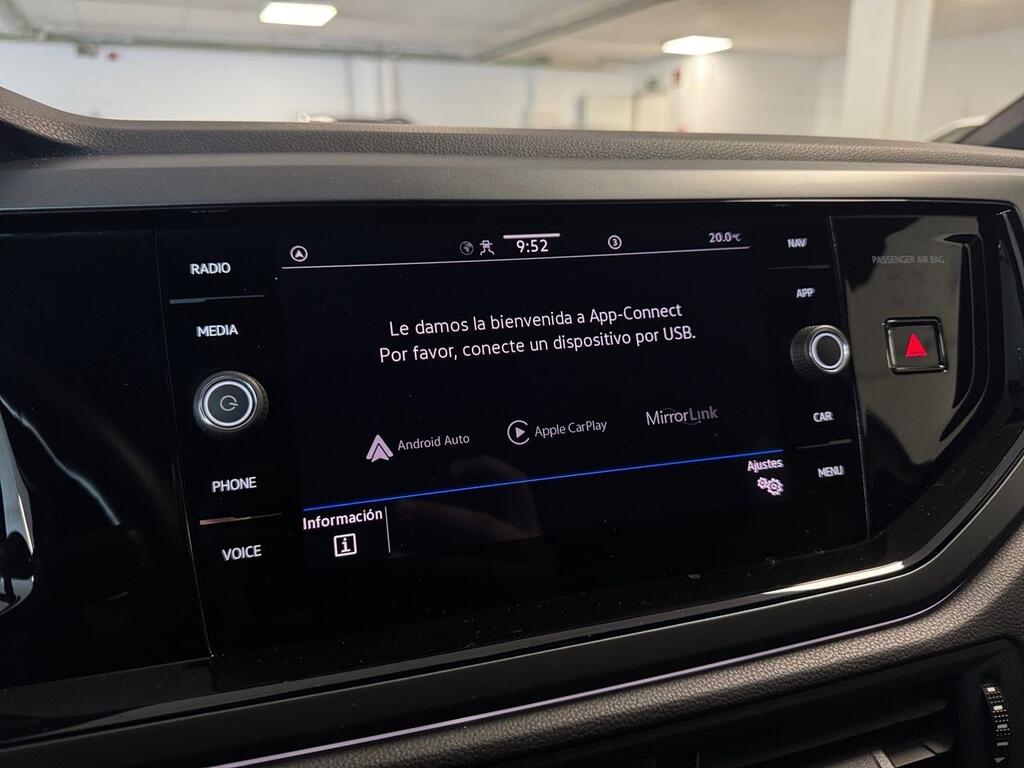 RADIO
MEDIA
PHONE
VOICE
9:52
3
20.0°C
Le damos la bienvenida a App-Connect
Por favor, conecte un dispositivo por USB.
Android Auto
Apple CarPlay
MirrorLink
Información
i
Ajustes
NAV
APP
CAR
MENU
PASSENGER AIR BAG